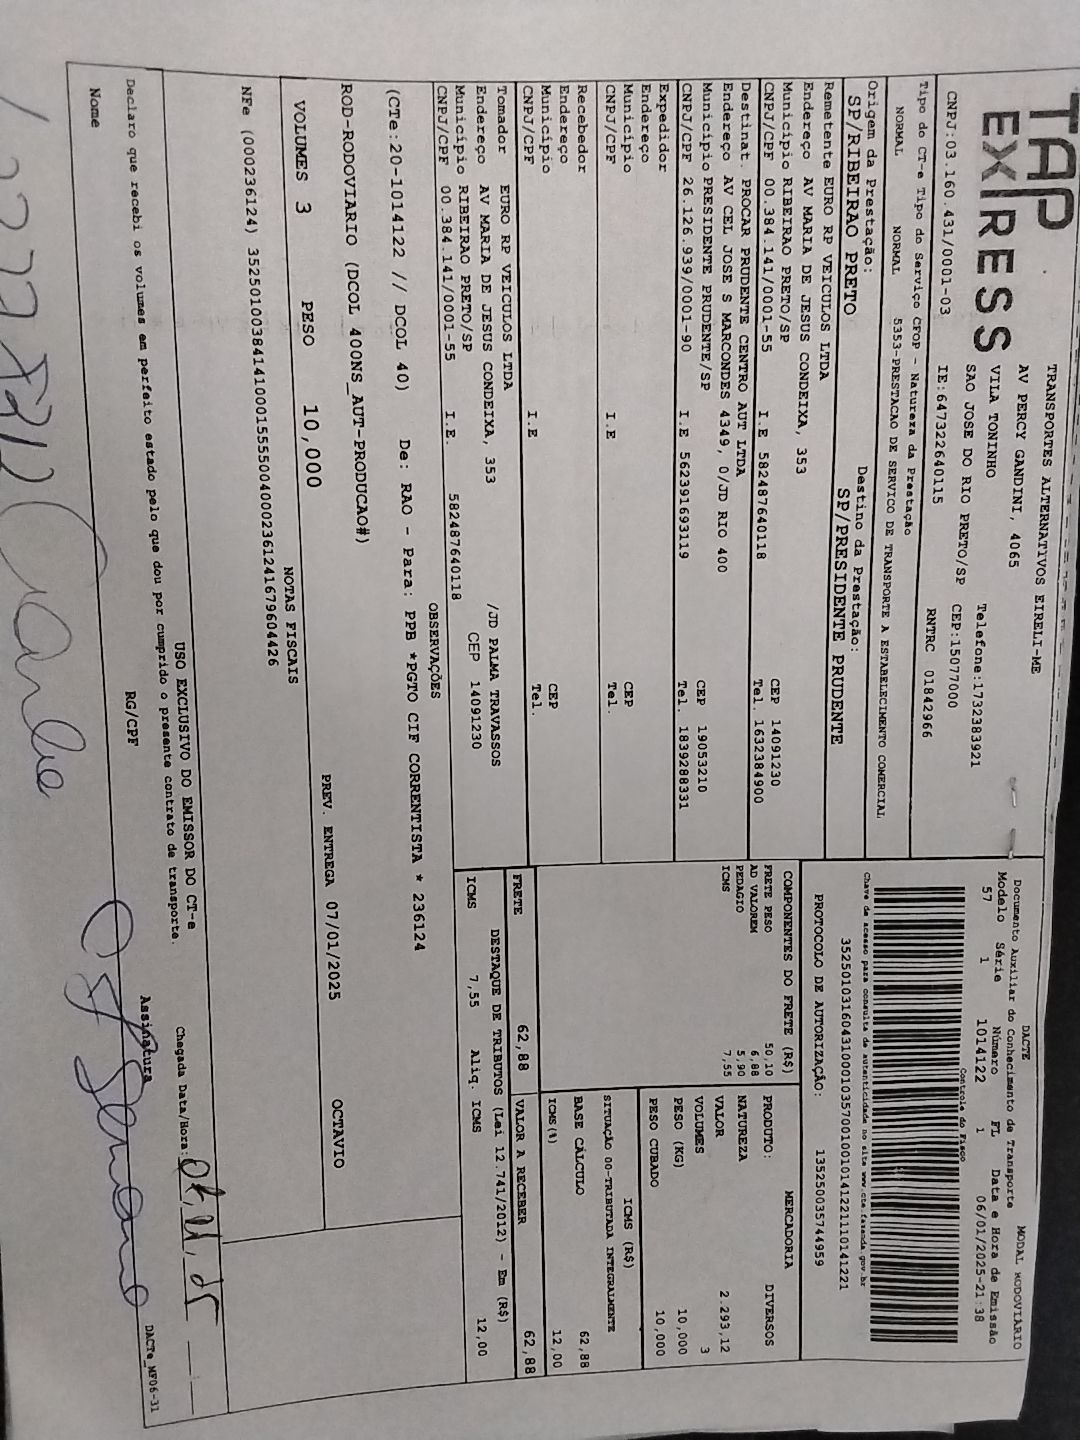 TAP
EXPRESS
TRANSPORTES ALTERNATIVOS EIRELI-ME
AV PERCY GANDINI, 4065
VILA TONINHO Telefone:1732383921
SAO JOSE DO RIO PRETO/SP CEP:15077000
CNPJ:03.160.431/0001-03 IE:647322640115 RNTRC 01842966
Tipo do CT-e Tipo do Serviço CFOP - Natureza da Prestação
NORMAL NORMAL 5353-PRESTACAO DE SERVICO DE TRANSPORTE A ESTABELECIMENTO COMERCIAL
Origem da Prestação: Destino da Prestação:
SP/RIBEIRAO PRETO SP/PRESIDENTE PRUDENTE
Remetente EURO RP VEICULOS LTDA
Endereço AV MARIA DE JESUS CONDEIXA, 353
Município RIBEIRAO PRETO/SP CEP 14091230
CNPJ/CPF 00.384.141/0001-55 I.E 582487640118 Tel. 1632384900
Destinat. PROCAR PRUDENTE CENTRO AUT LTDA
Endereço AV CEL JOSE S MARCONDES 4349, 0/JD RIO 400
Município PRESIDENTE PRUDENTE/SP CEP 19053210
CNPJ/CPF 26.126.939/0001-90 I.E 562391693119 Tel. 1839288331
Expedidor
Endereço
Município CEP
CNPJ/CPF I.E Tel.
Recebedor
Endereço
Município CEP
CNPJ/CPF I.E Tel.
Tomador EURO RP VEICULOS LTDA
Endereço AV MARIA DE JESUS CONDEIXA, 353 /JD PALMA TRAVASSOS
Município RIBEIRAO PRETO/SP CEP 14091230
CNPJ/CPF 00.384.141/0001-55 I.E. 582487640118
DACTE MODAL RODOVIARIO
Documento Auxiliar do Conhecimento de Transporte
Modelo Série Número FL Data e Hora de Emissão
57 1 1014122 1 06/01/2025-21:38
Controle do Fisco
Chave de acesso para consulta de autenticidade no site www.cte.fazenda.gov.br
35250103160431000103570010010141221110141221
PROTOCOLO DE AUTORIZAÇÃO: 135250035744959
COMPONENTES DO FRETE (R$)
FRETE PESO 50,10
AD VALOREM 6,88
PEDAGIO 5,90
ICMS 7,55
MERCADORIA
PRODUTO: DIVERSOS
NATUREZA
VALOR 2.293,12
VOLUMES 3
PESO (KG) 10,000
PESO CUBADO 10,000
ICMS (R$)
SITUAÇÃO 00-TRIBUTADA INTEGRALMENTE
BASE CÁLCULO 62,88
ICMS(%) 12,00
FRETE 62,88 VALOR A RECEBER 62,88
DESTAQUE DE TRIBUTOS (Lei 12.741/2012) - Em (R$)
ICMS 7,55 Aliq. ICMS 12,00
OBSERVAÇÕES
(CTe:20-1014122 // DCOL 40) De: RAO - Para: PPB *PGTO CIF CORRENTISTA * 236124
ROD-RODOVIARIO (DCOL 400NS_AUT-PRODUCAO#)
VOLUMES 3 PESO 10,000 PREV. ENTREGA 07/01/2025 OCTAVIO
NOTAS FISCAIS
NFe (000236124) 35250100384141000155550040002361241679604426
USO EXCLUSIVO DO EMISSOR DO CT-e
Declaro que recebi os volumes em perfeito estado pelo que dou por cumprido o presente contrato de transporte.
Chegada Data/Hora:
Nome RG/CPF Assinatura
DACTe_MF06-31